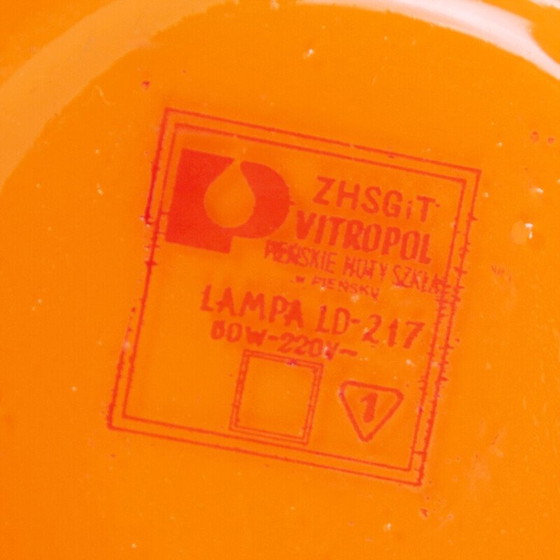 ZHSGiT
VITROPOL
PIEŃSKIE HUTY SZKŁA
w PIEŃSKU
LAMPA LD-217
60W-220V~
1